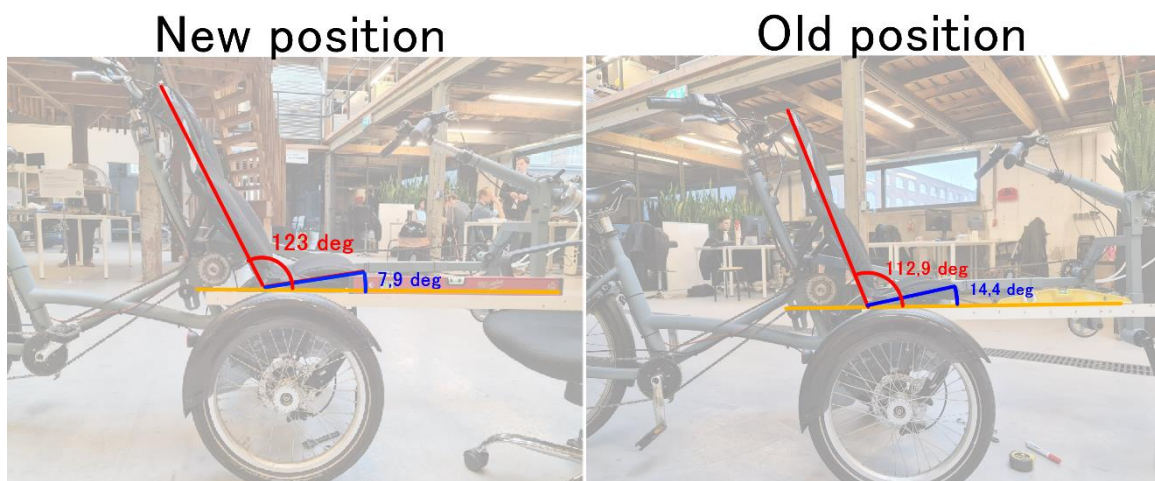 New position
Old position
123 deg
7,9 deg
112,9 deg
14,4 deg